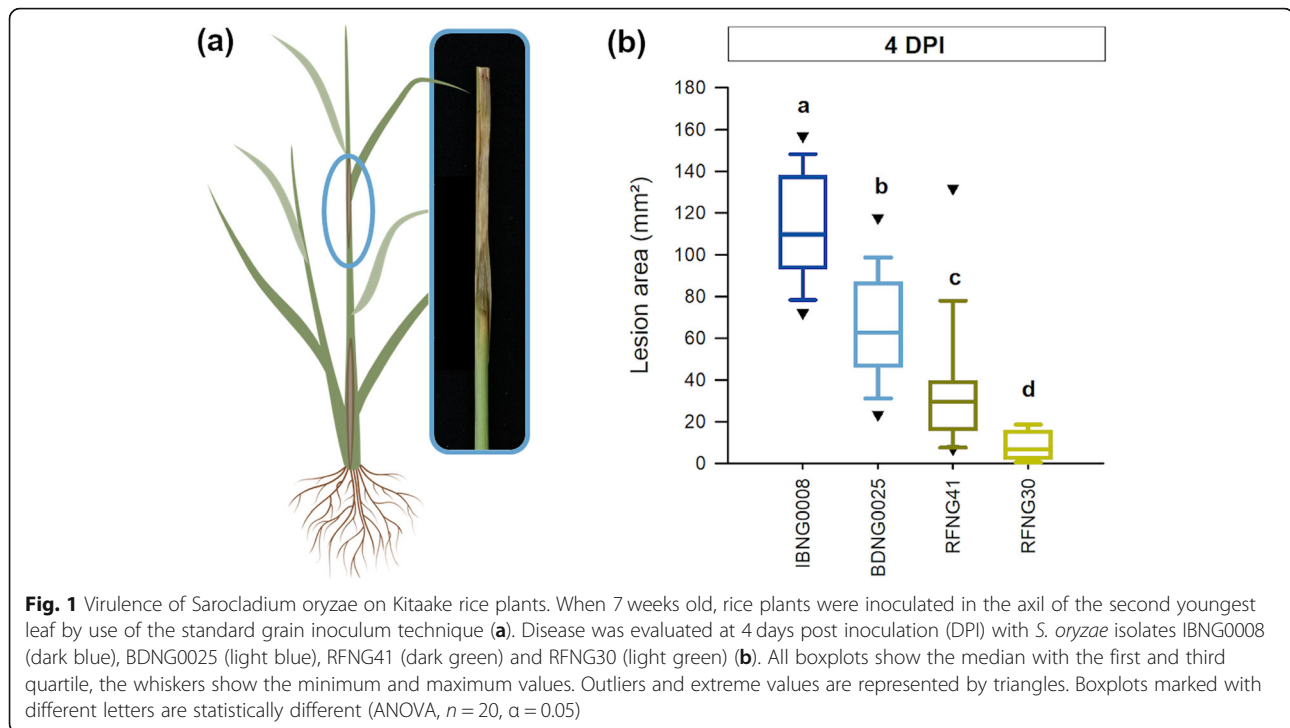 (a)
(b)
4 DPI
180
160
140
120
100
80
60
40
20
0
Lesion area (mm²)
a
b
c
d
IBNG0008
BDNG0025
RFNG41
RFNG30
Fig. 1 Virulence of Sarocladium oryzae on Kitaake rice plants. When 7 weeks old, rice plants were inoculated in the axil of the second youngest
leaf by use of the standard grain inoculum technique (a). Disease was evaluated at 4 days post inoculation (DPI) with S. oryzae isolates IBNG0008
(dark blue), BDNG0025 (light blue), RFNG41 (dark green) and RFNG30 (light green) (b). All boxplots show the median with the first and third
quartile, the whiskers show the minimum and maximum values. Outliers and extreme values are represented by triangles. Boxplots marked with
different letters are statistically different (ANOVA, n = 20, α = 0.05)